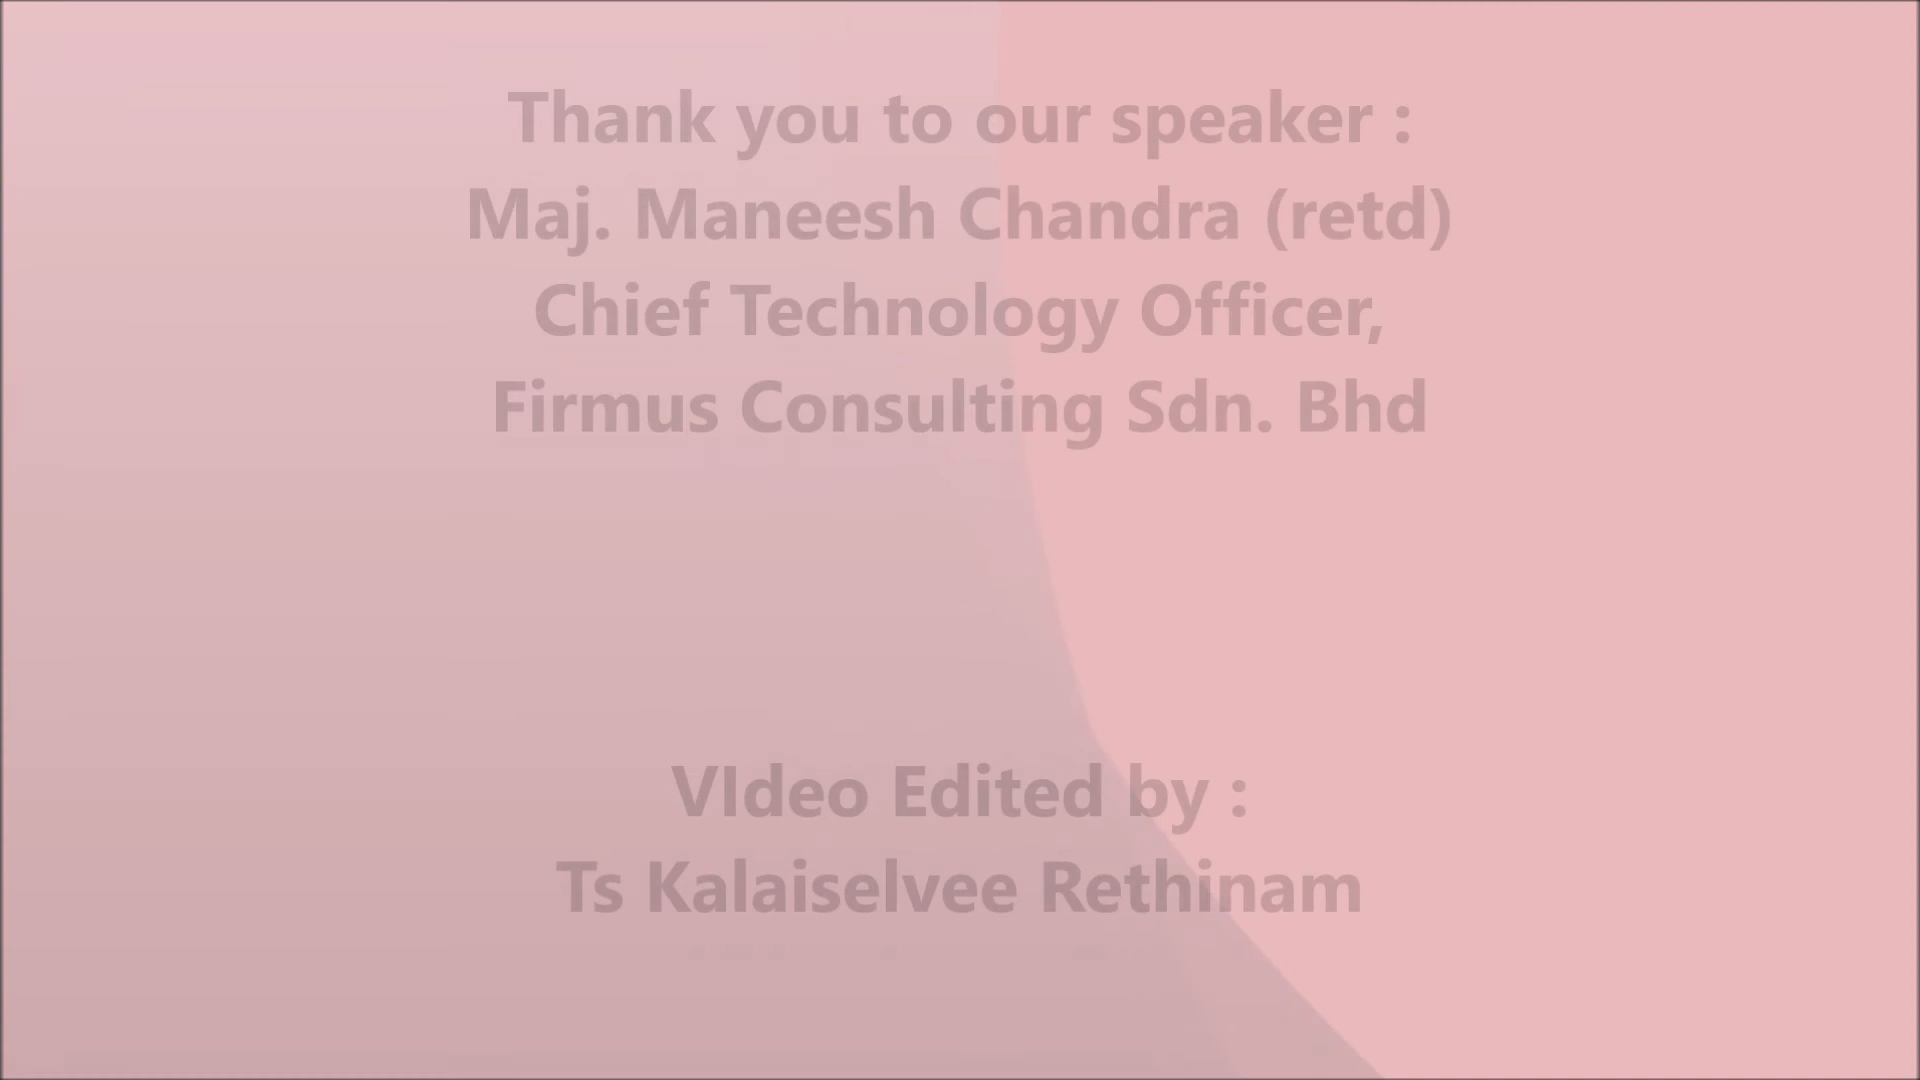 Thank you to our speaker :
Maj. Maneesh Chandra (retd)
Chief Technology Officer,
Firmus Consulting Sdn. Bhd
VIdeo Edited by :
Ts Kalaiselvee Rethinam